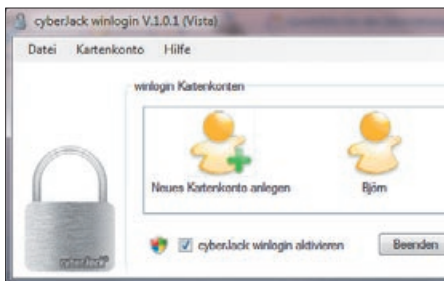 cyberJack winlogin V.1.0.1 (Vista)
Datei Kartenkonto Hilfe
winlogin Kartenkonten
Neues Kartenkonto anlegen Björn
cyberJack winlogin aktivieren Beenden
cyberJack®